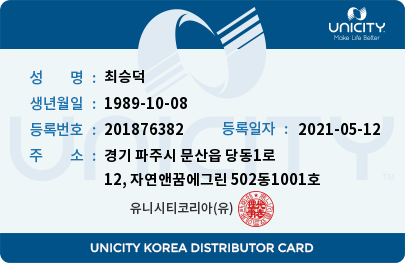 UNICITY
Make Life Better
성 명 : 최승덕
생년월일 : 1989-10-08
등록번호 : 201876382 등록일자 : 2021-05-12
주 소 : 경기 파주시 문산읍 당동1로
12, 자연앤꿈에그린 502동1001호
UNICITY
유니시티코리아(유)
UNICITY KOREA DISTRIBUTOR CARD